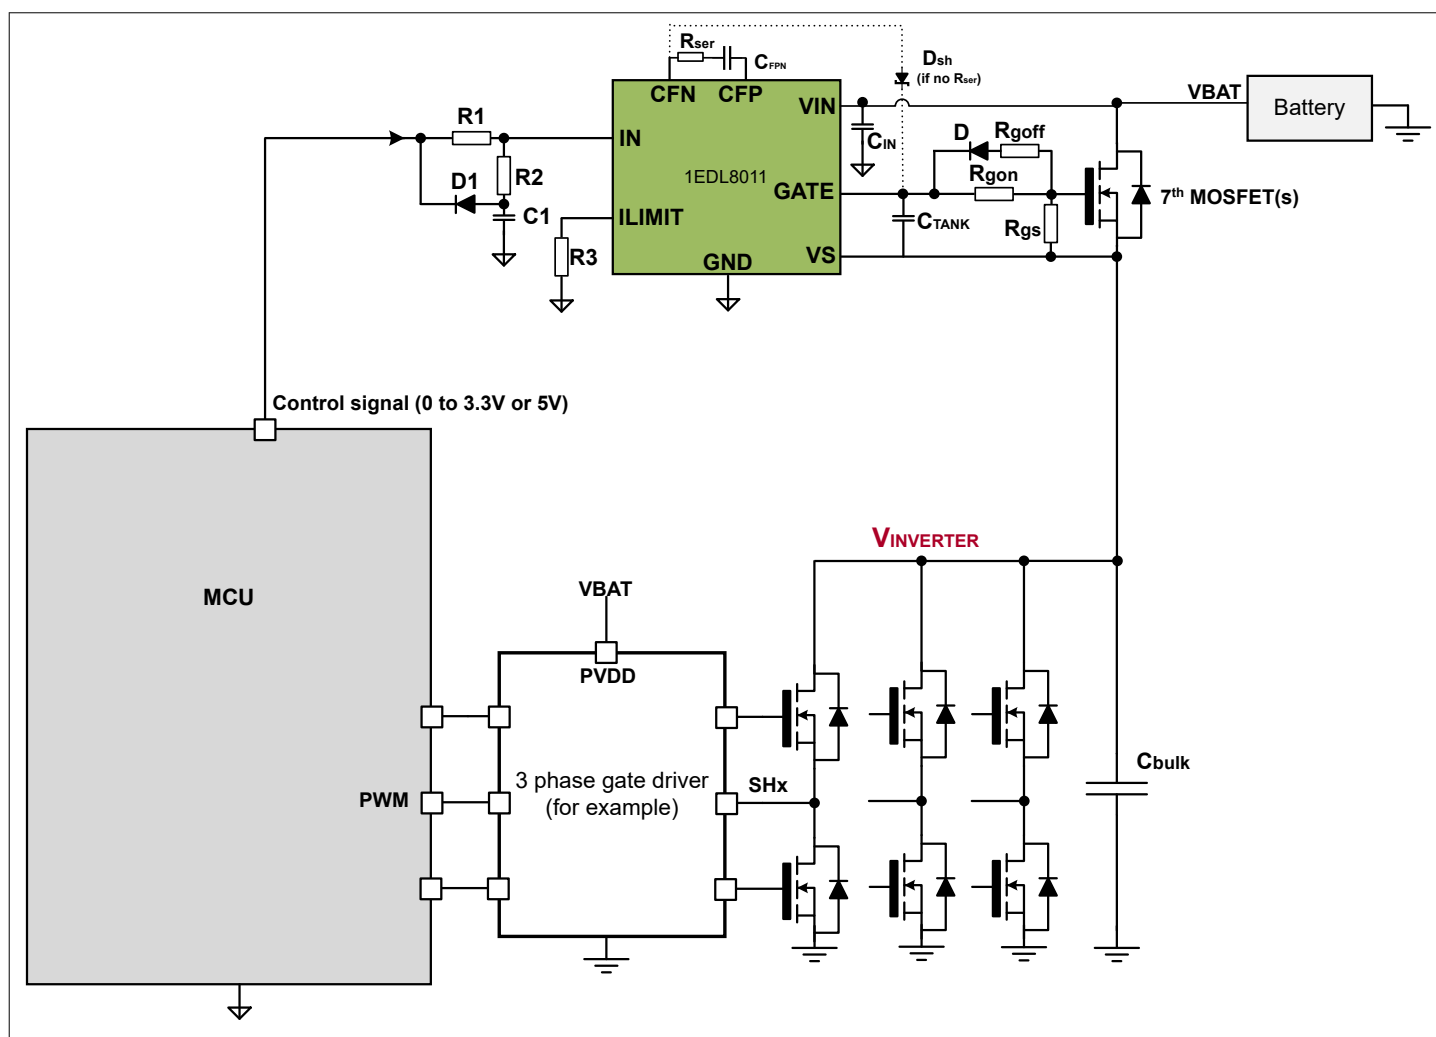 Rser
CFPN
Dsh
(if no Rser)
CFN CFP
VIN
VBAT
Battery
R1
IN
CIN
D
Rgoff
R2
1EDL8011
Rgon
D1
GATE
7th MOSFET(s)
C1
ILIMIT
CTANK
Rgs
R3
VS
GND
Control signal (0 to 3.3V or 5V)
VINVERTER
MCU
VBAT
PVDD
Cbulk
3 phase gate driver
(for example)
SHx
PWM